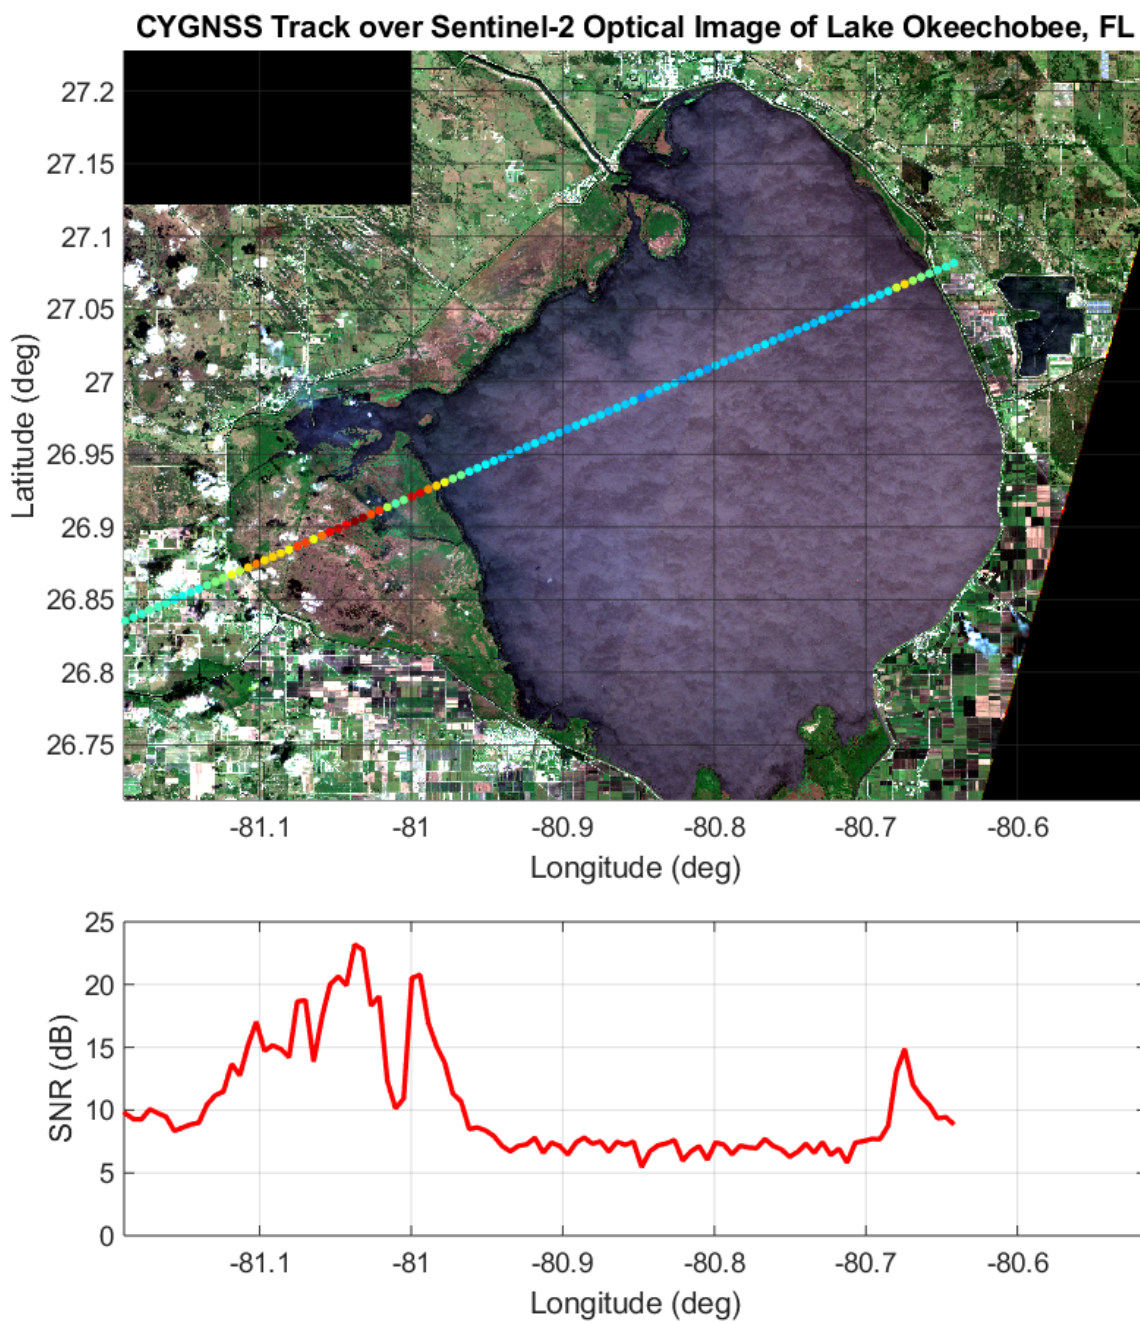 CYGNSS Track over Sentinel-2 Optical Image of Lake Okeechobee, FL
27.2
27.15
27.1
27.05
27
26.95
26.9
26.85
26.8
26.75
Latitude (deg)
-81.1 -81 -80.9 -80.8 -80.7 -80.6
Longitude (deg)
25
20
15
10
5
0
SNR (dB)
-81.1 -81 -80.9 -80.8 -80.7 -80.6
Longitude (deg)